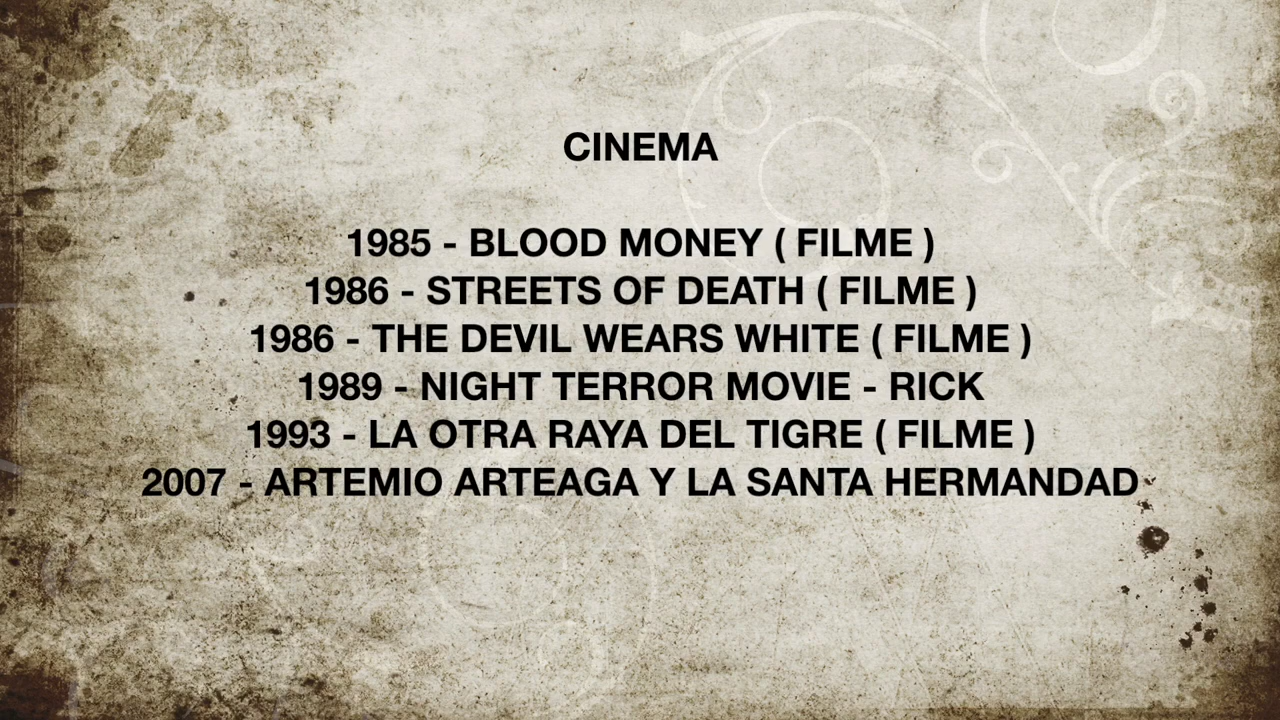 CINEMA
1985 - BLOOD MONEY ( FILME )
1986 - STREETS OF DEATH ( FILME )
1986 - THE DEVIL WEARS WHITE ( FILME )
1989 - NIGHT TERROR MOVIE - RICK
1993 - LA OTRA RAYA DEL TIGRE ( FILME )
2007 - ARTEMIO ARTEAGA Y LA SANTA HERMANDAD